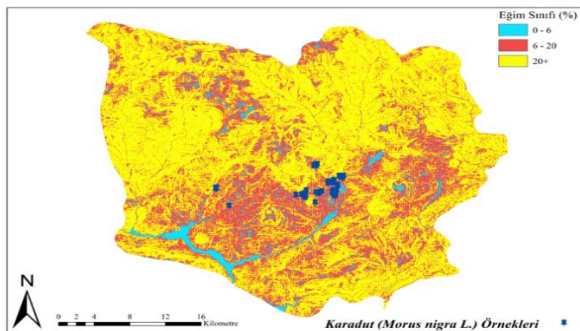 Eğim Sınıfı (%)
0 - 6
6 - 20
20+
N
0 2 4 8 12 16
Kilometre
Karadut (Morus nigra L.) Örnekleri